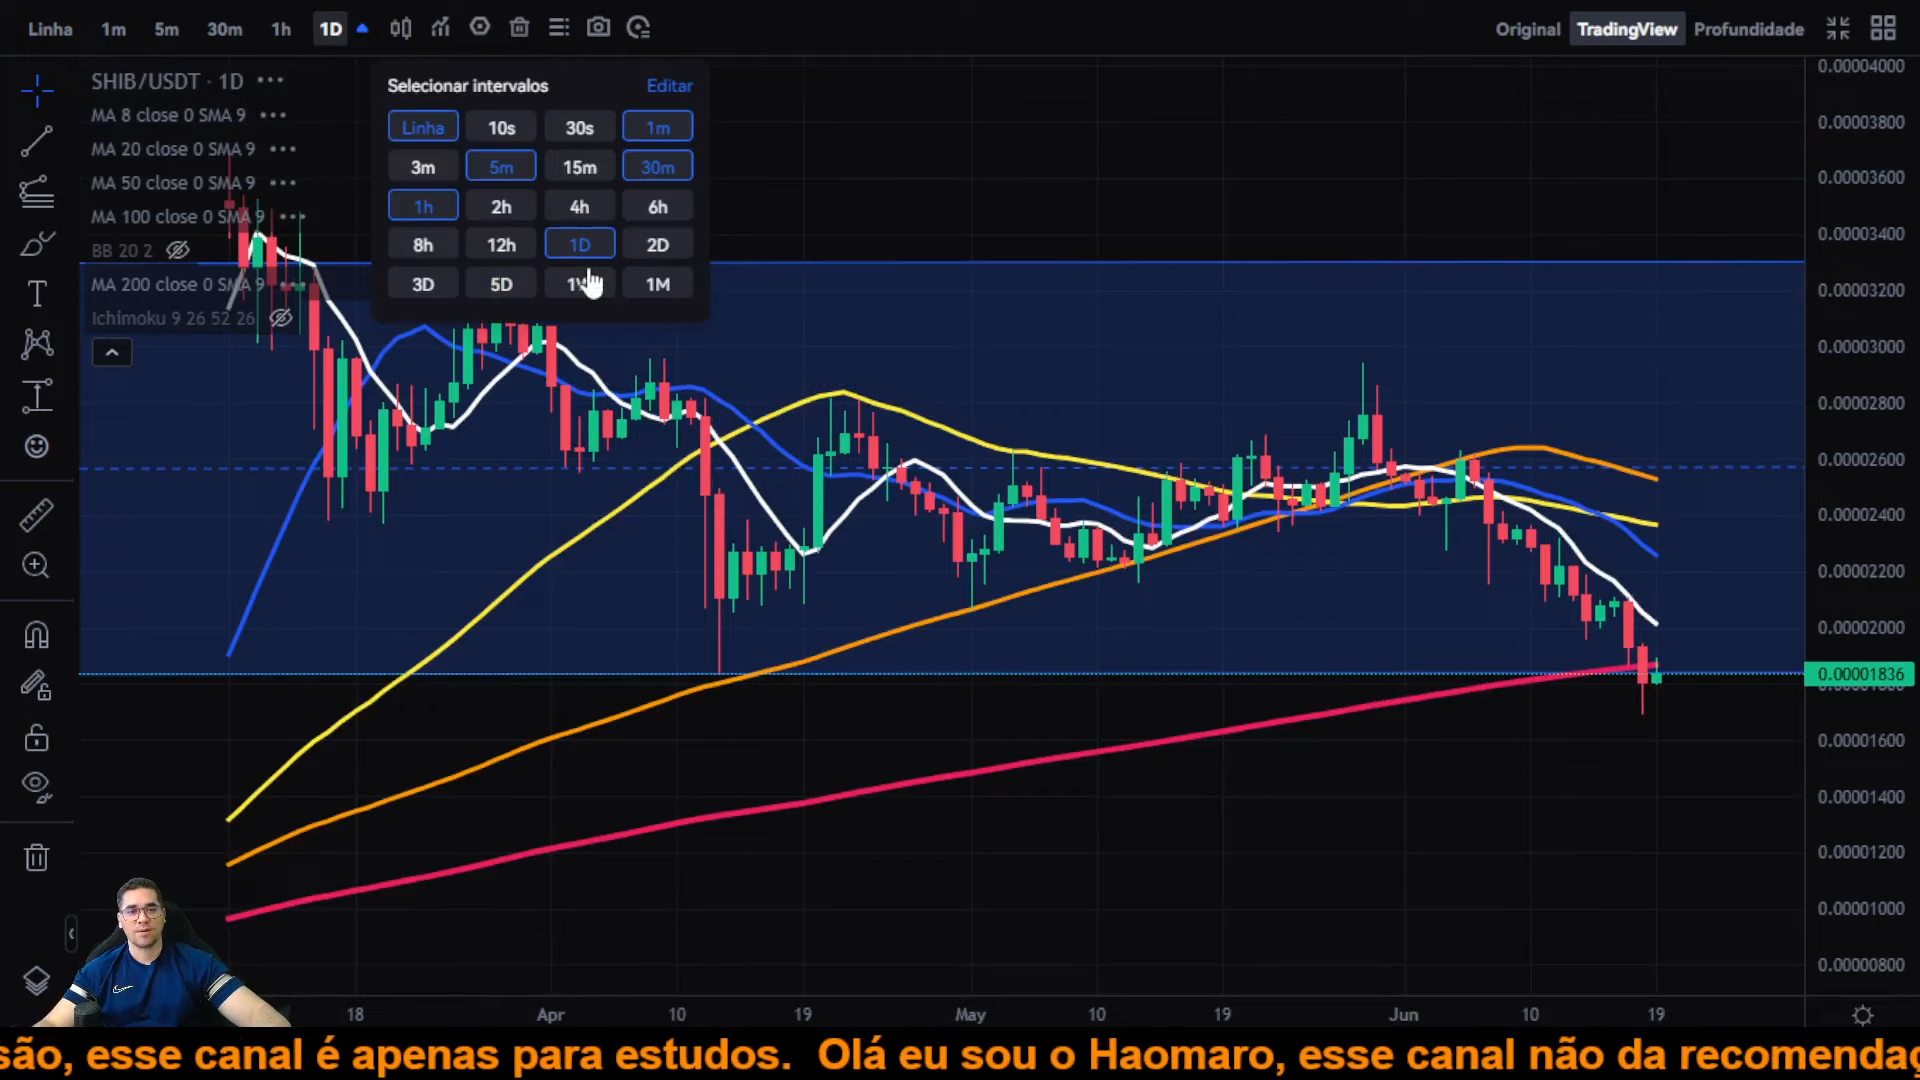 Linha 1m 5m 30m 1h 1D
Original TradingView Profundidade
SHIB/USDT · 1D
MA 8 close 0 SMA 9
MA 20 close 0 SMA 9
MA 50 close 0 SMA 9
MA 100 close 0 SMA 9
BB 20 2
MA 200 close 0 SMA 9
Ichimoku 9 26 52 26
Selecionar intervalos Editar
Linha 10s 30s 1m
3m 5m 15m 30m
1h 2h 4h 6h
8h 12h 1D 2D
3D 5D 1M
0.00004000
0.00003800
0.00003600
0.00003400
0.00003200
0.00003000
0.00002800
0.00002600
0.00002400
0.00002200
0.00002000
0.00001836
0.00001600
0.00001400
0.00001200
0.00001000
0.00000800
18 Apr 10 19 May 10 19 Jun 10 19
são, esse canal é apenas para estudos. Olá eu sou o Haomaro, esse canal não da recomendaç